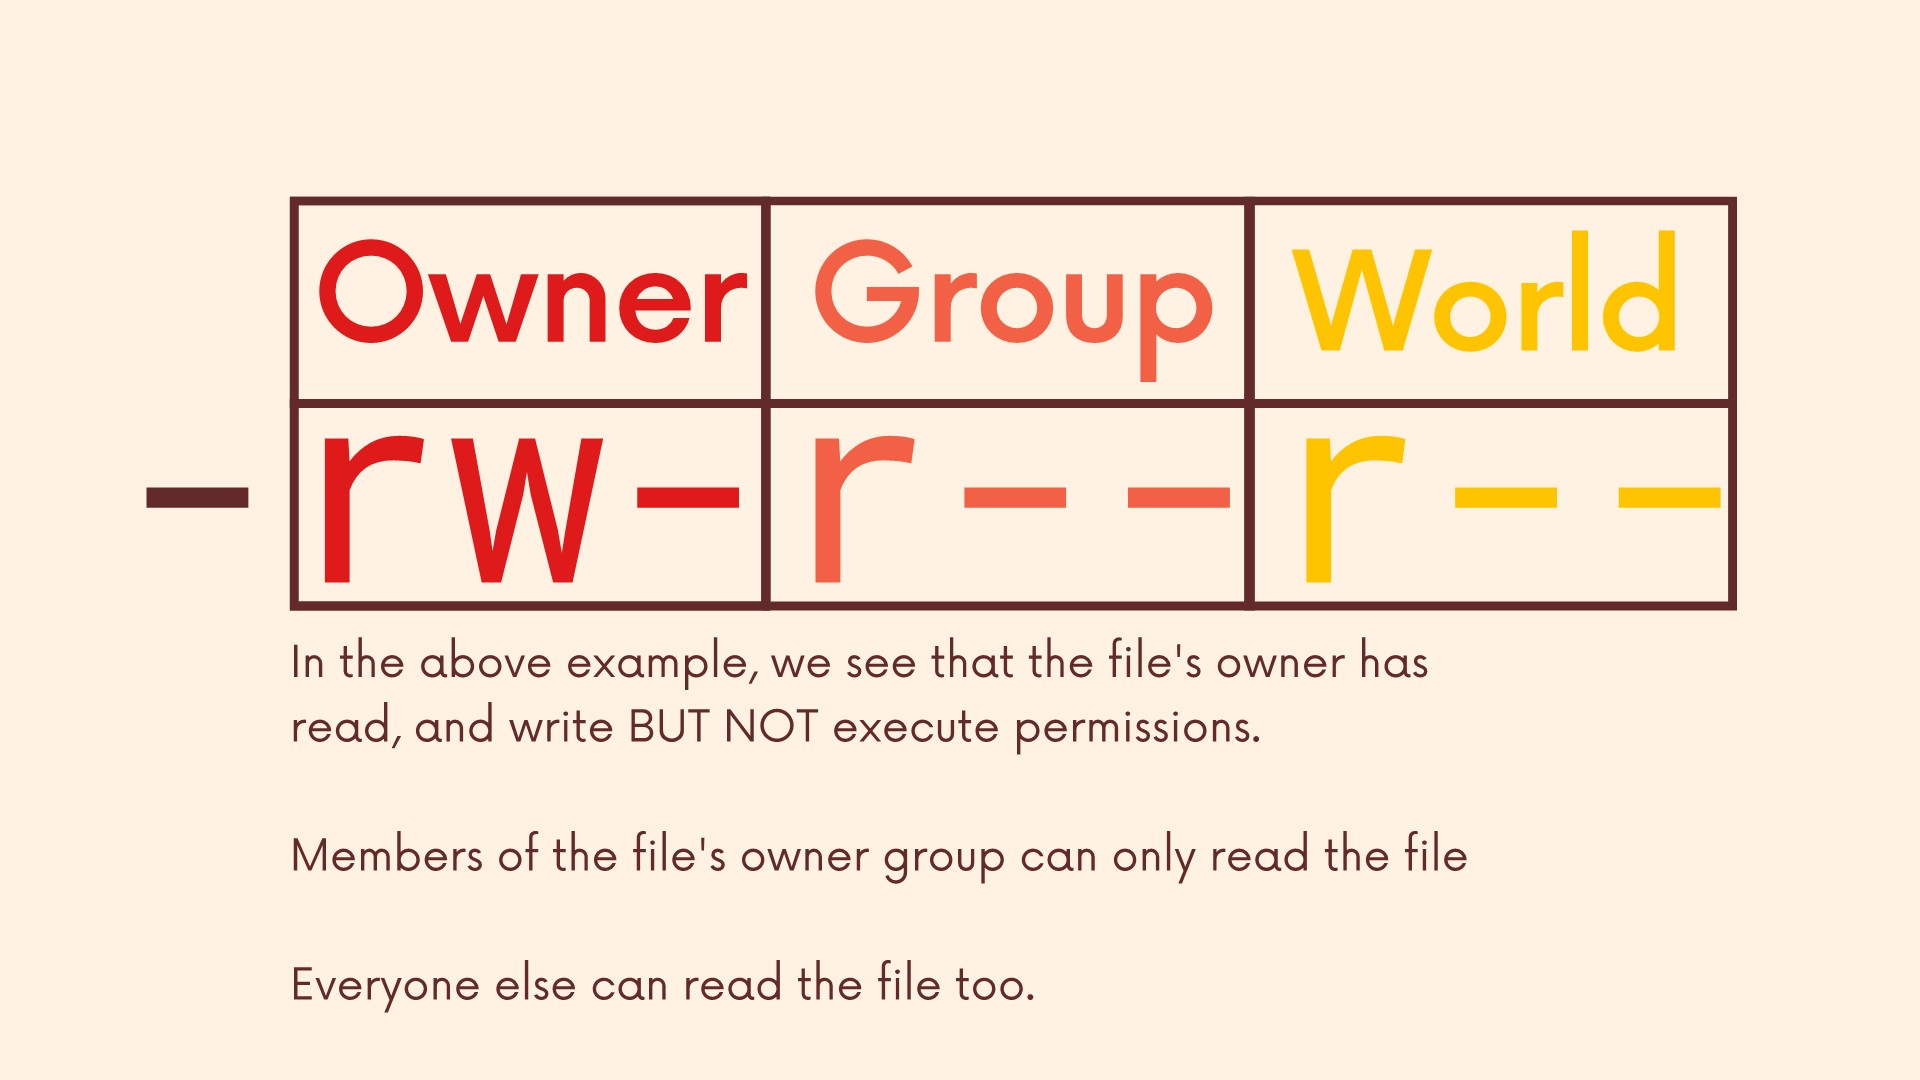 Owner Group World
- rw- r-- r--
In the above example, we see that the file's owner has
read, and write BUT NOT execute permissions.
Members of the file's owner group can only read the file
Everyone else can read the file too.